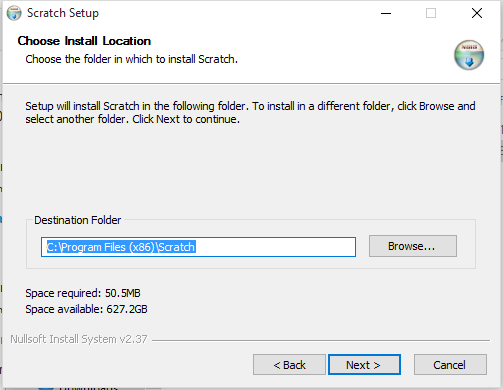 Scratch Setup
Choose Install Location
Choose the folder in which to install Scratch.
Setup will install Scratch in the following folder. To install in a different folder, click Browse and
select another folder. Click Next to continue.
Destination Folder
C:\Program Files (x86)\Scratch
Browse...
Space required: 50.5MB
Space available: 627.2GB
Nullsoft Install System v2.37
< Back
Next >
Cancel